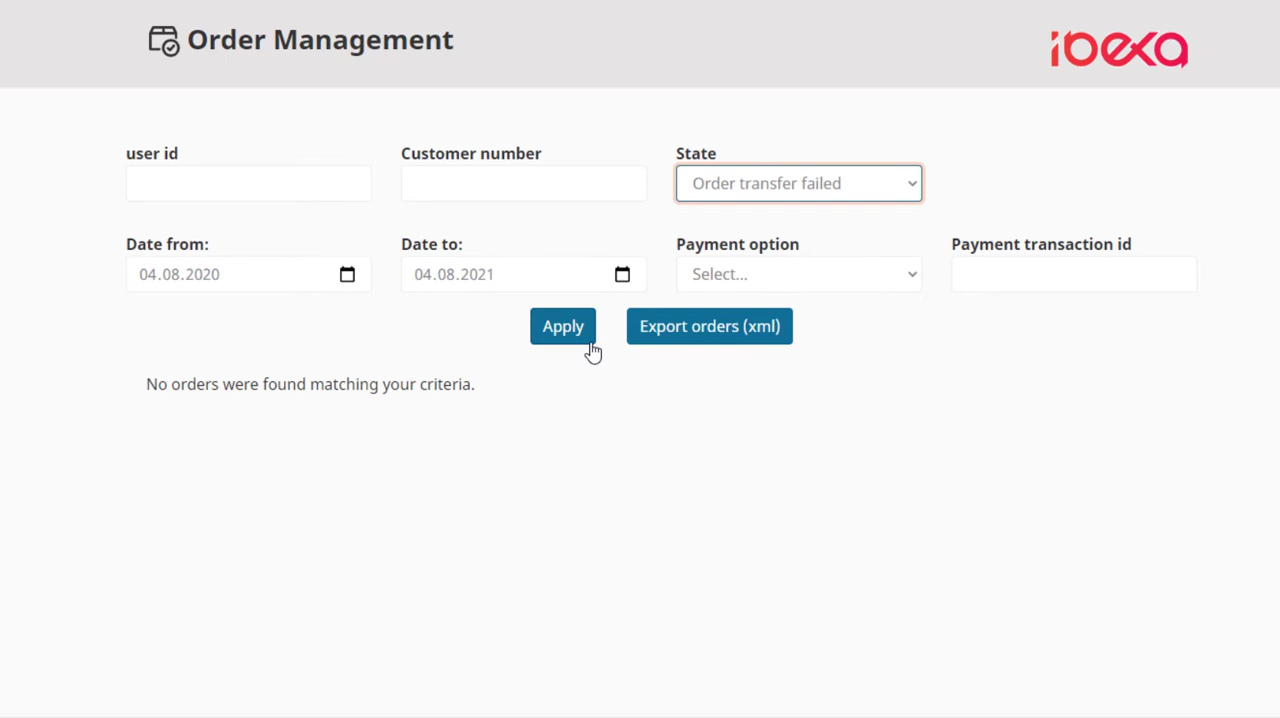 Order Management
ibexa
user id
Customer number
State
Order transfer failed
Date from:
Date to:
Payment option
Payment transaction id
04.08.2020
04.08.2021
Select...
Apply
Export orders (xml)
No orders were found matching your criteria.